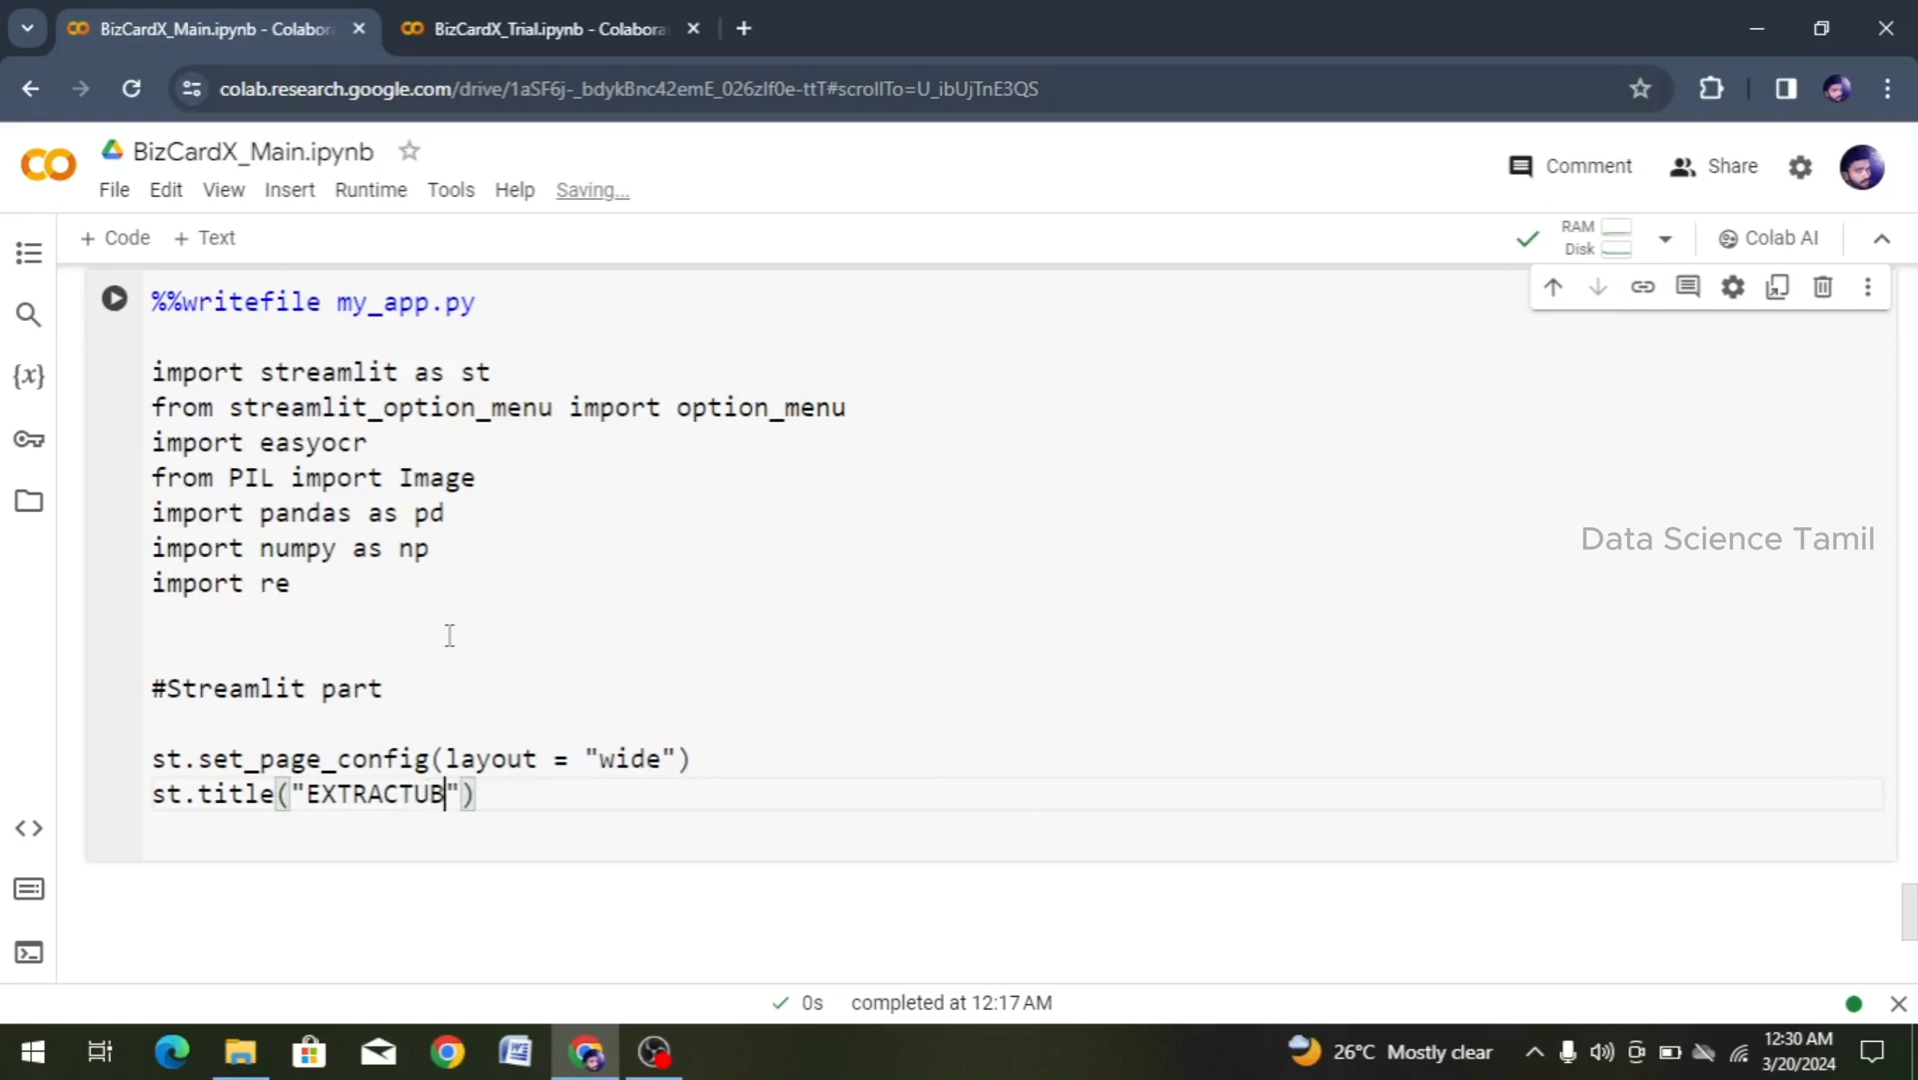 BizCardX_Main.ipynb - Colabor
BizCardX_Trial.ipynb - Colabora
colab.research.google.com/drive/1aSF6j-_bdykBnc42emE_026zIf0e-ttT#scrollTo=U_ibUjTnE3QS
BizCardX_Main.ipynb
File Edit View Insert Runtime Tools Help Saving...
Comment Share
+ Code + Text
RAM
Disk
Colab AI
%%writefile my_app.py
import streamlit as st
from streamlit_option_menu import option_menu
import easyocr
from PIL import Image
import pandas as pd
import numpy as np
import re
Data Science Tamil
#Streamlit part
st.set_page_config(layout = "wide")
st.title("EXTRACTUB")
0s completed at 12:17 AM
26°C Mostly clear
12:30 AM
3/20/2024